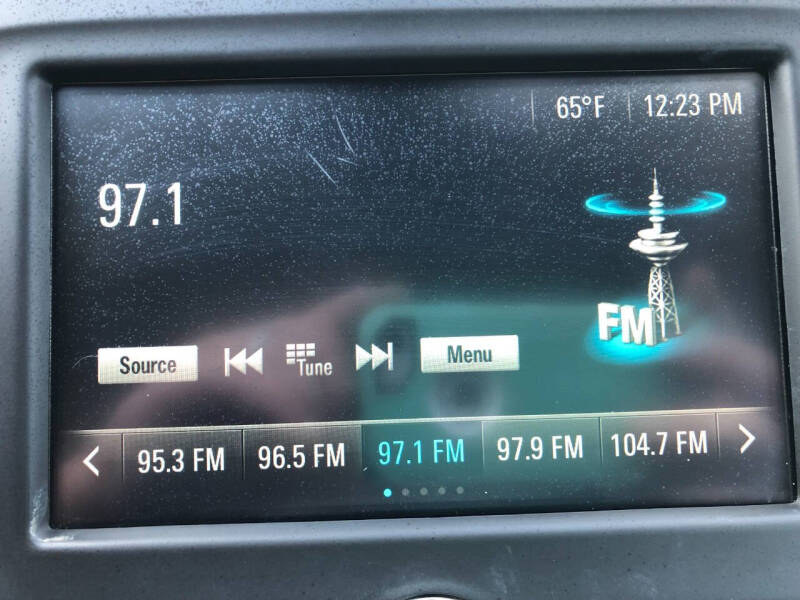 65°F 12:23 PM
97.1
FM
Source Tune Menu
95.3 FM 96.5 FM 97.1 FM 97.9 FM 104.7 FM